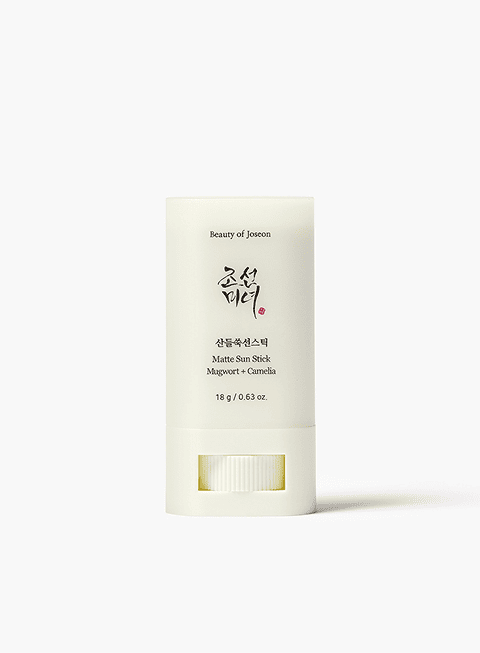 Beauty of Joseon
조선
미녀
산들쑥선스틱
Matte Sun Stick
Mugwort + Camelia
18 g / 0.63 oz.